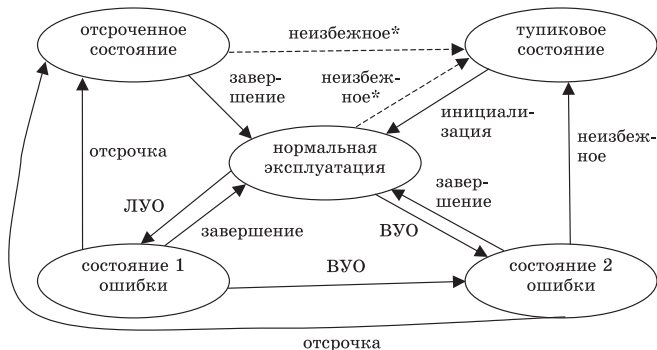 отсроченное
состояние
неизбежное*
тупиковое
состояние
завер-
шение
неизбеж-
ное*
инициали-
зация
отсрочка
нормальная
эксплуатация
неизбеж-
ное
ЛУО
завершение
ВУО
завер-
шение
состояние 1
ошибки
ВУО
состояние 2
ошибки
отсрочка